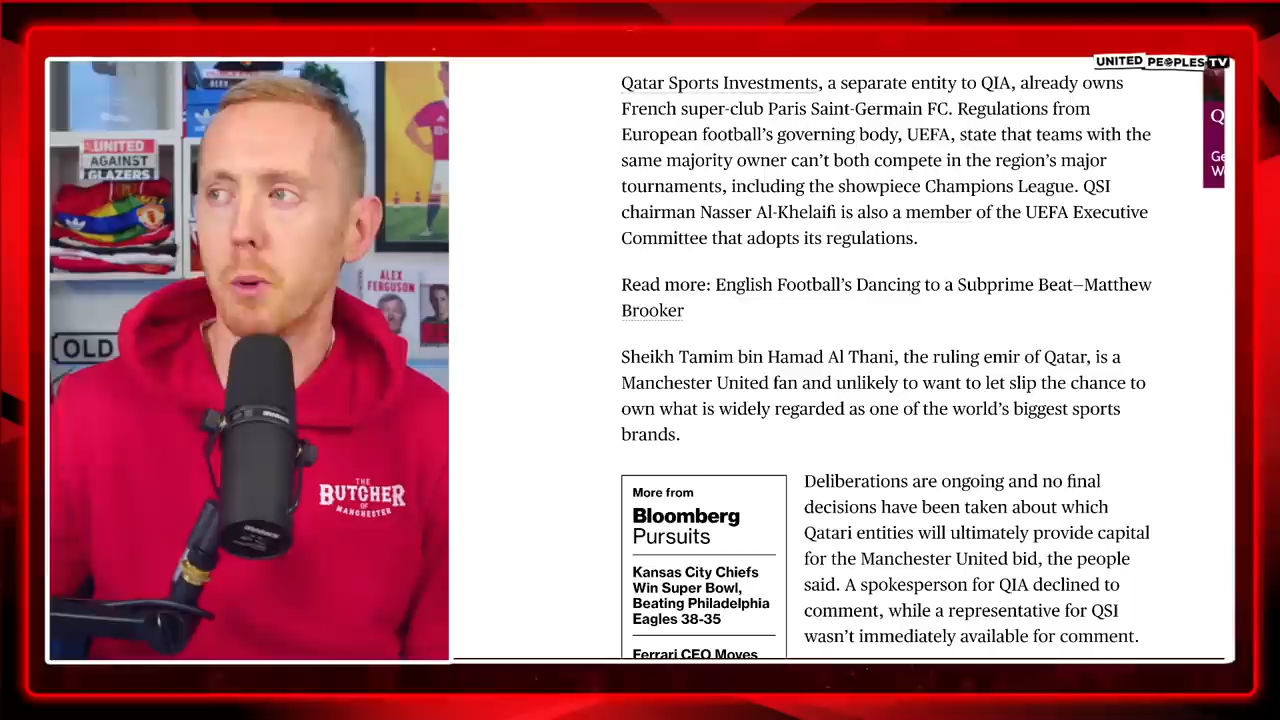 UNITED PEOPLES TV
UNITED
AGAINST
GLAZERS
ALEX
FERGUSON
OLD
THE
BUTCHER
OF
MANCHESTER
Qatar Sports Investments, a separate entity to QIA, already owns
French super-club Paris Saint-Germain FC. Regulations from
European football's governing body, UEFA, state that teams with the
same majority owner can't both compete in the region's major
tournaments, including the showpiece Champions League. QSI
chairman Nasser Al-Khelaifi is also a member of the UEFA Executive
Committee that adopts its regulations.
Read more: English Football's Dancing to a Subprime Beat—Matthew
Brooker
Sheikh Tamim bin Hamad Al Thani, the ruling emir of Qatar, is a
Manchester United fan and unlikely to want to let slip the chance to
own what is widely regarded as one of the world's biggest sports
brands.
More from
Bloomberg
Pursuits
Kansas City Chiefs
Win Super Bowl,
Beating Philadelphia
Eagles 38-35
Ferrari CEO Moves
Deliberations are ongoing and no final
decisions have been taken about which
Qatari entities will ultimately provide capital
for the Manchester United bid, the people
said. A spokesperson for QIA declined to
comment, while a representative for QSI
wasn't immediately available for comment.